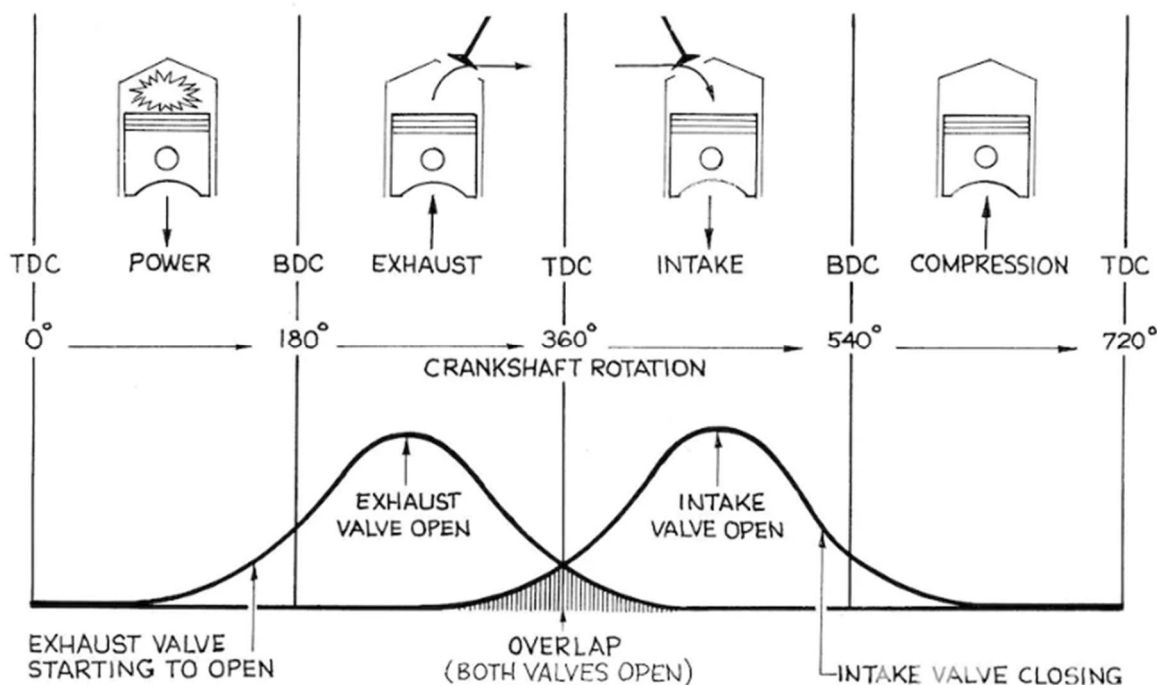 TDC POWER BDC EXHAUST TDC INTAKE BDC COMPRESSION TDC
0° 180° 360° 540° 720°
CRANKSHAFT ROTATION
EXHAUST
VALVE OPEN
INTAKE
VALVE OPEN
EXHAUST VALVE
STARTING TO OPEN
OVERLAP
(BOTH VALVES OPEN)
INTAKE VALVE CLOSING